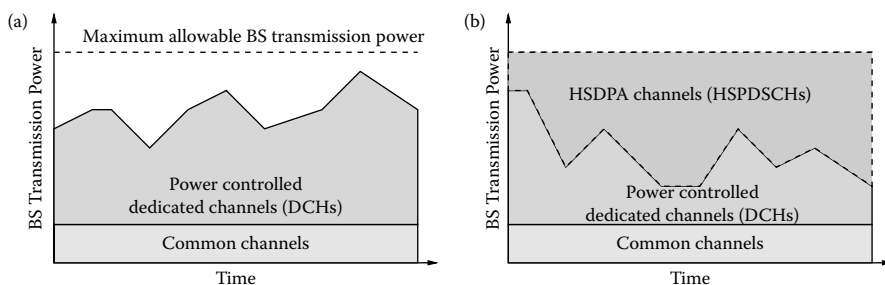 (a)
Maximum allowable BS transmission power
BS Transmission Power
Power controlled
dedicated channels (DCHs)
Common channels
Time
(b)
BS Transmission Power
HSDPA channels (HSPDSCHs)
Power controlled
dedicated channels (DCHs)
Common channels
Time